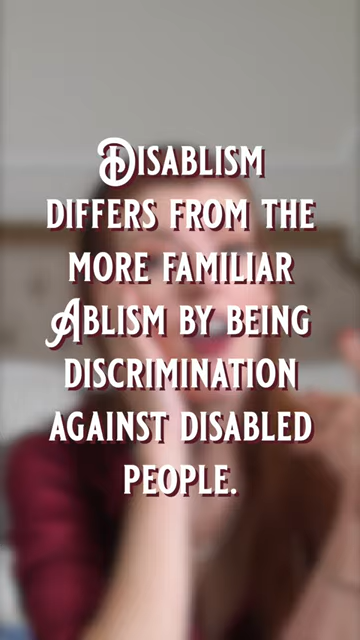 Disablism
differs from the
more familiar
Ablism by being
discrimination
against disabled
people.